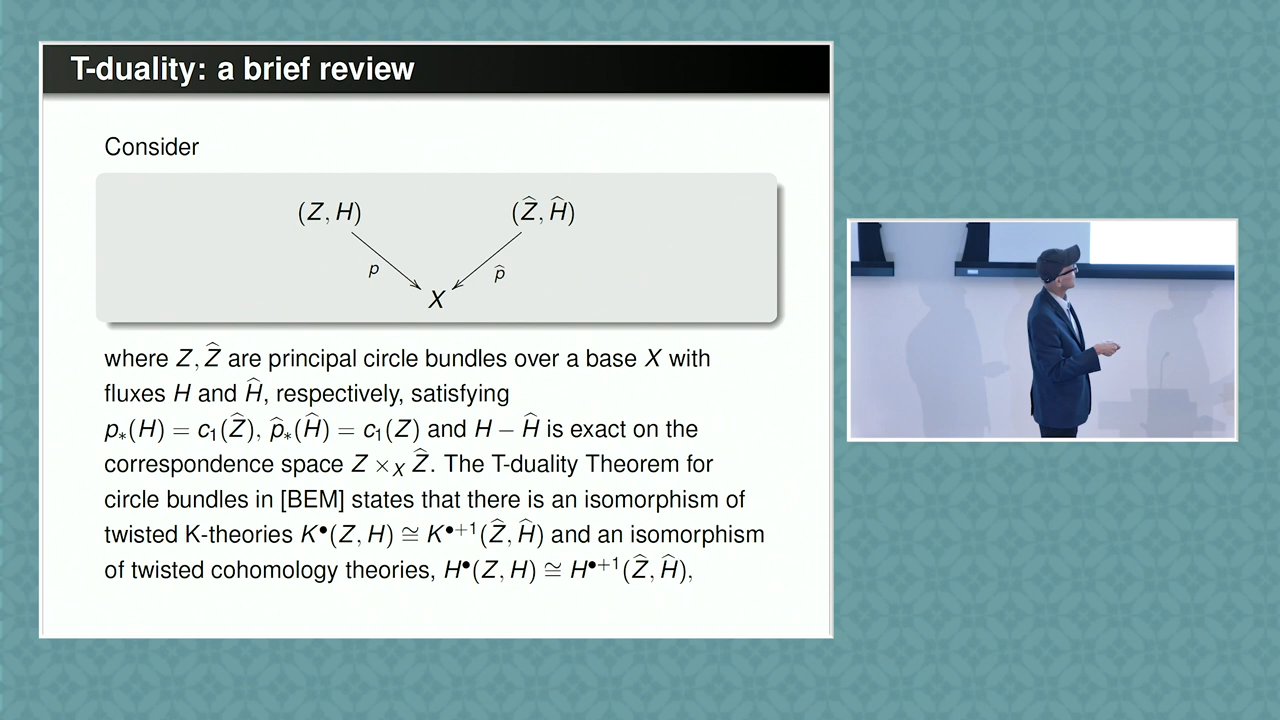 T-duality: a brief review
Consider
(Z, H) (Ẑ, Ĥ)
p p̂
X
where Z, Ẑ are principal circle bundles over a base X with
fluxes H and Ĥ, respectively, satisfying
p∗(H) = c₁(Ẑ), p̂∗(Ĥ) = c₁(Z) and H − Ĥ is exact on the
correspondence space Z ×_X Ẑ. The T-duality Theorem for
circle bundles in [BEM] states that there is an isomorphism of
twisted K-theories K•(Z, H) ≅ K•+1(Ẑ, Ĥ) and an isomorphism
of twisted cohomology theories, H•(Z, H) ≅ H•+1(Ẑ, Ĥ),